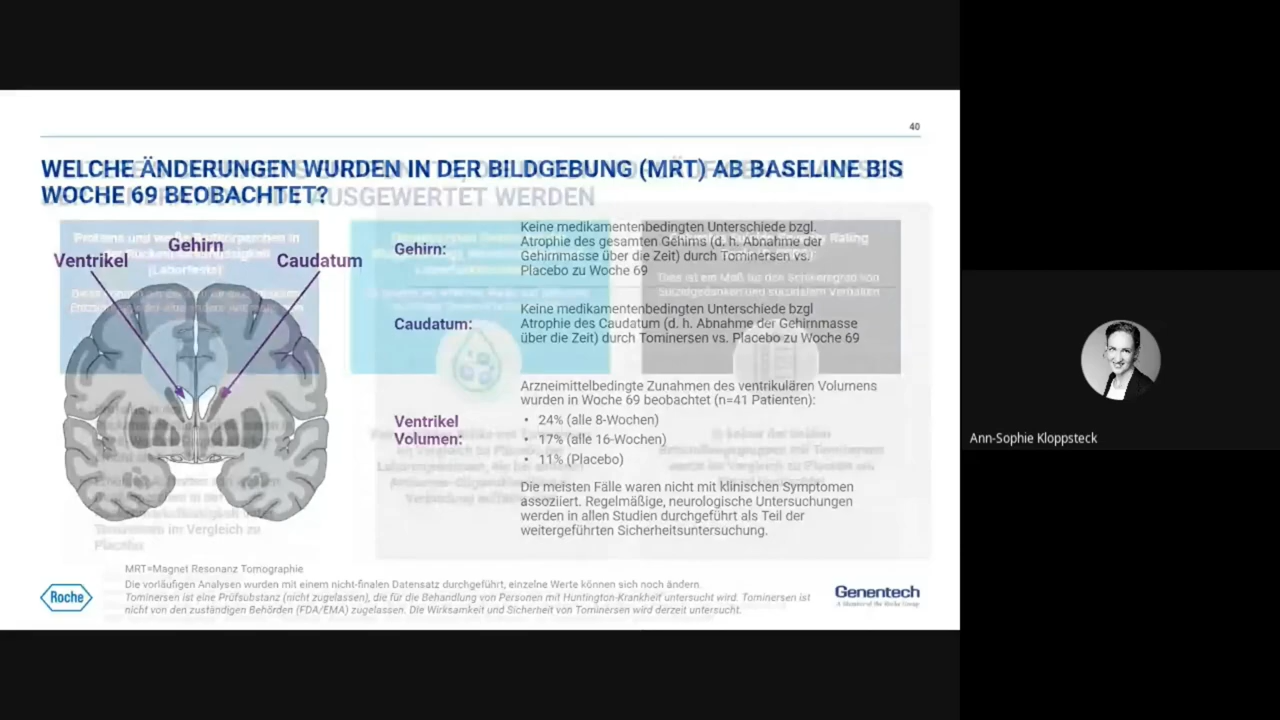 40
WELCHE ÄNDERUNGEN WURDEN IN DER BILDGEBUNG (MRT) AB BASELINE BIS
WOCHE 69 BEOBACHTET?
AUSGEWERTET WERDEN
Gehirn
Ventrikel
Caudatum
Gehirn:
Keine medikamentenbedingten Unterschiede bzgl.
Atrophie des gesamten Gehirns (d. h. Abnahme der
Gehirnmasse über die Zeit) durch Tominersen vs.
Placebo zu Woche 69
Caudatum:
Keine medikamentenbedingten Unterschiede bzgl
Atrophie des Caudatum (d. h. Abnahme der Gehirnmasse
über die Zeit) durch Tominersen vs. Placebo zu Woche 69
Ventrikel
Volumen:
Arzneimittelbedingte Zunahmen des ventrikulären Volumens
wurden in Woche 69 beobachtet (n=41 Patienten):
• 24% (alle 8-Wochen)
• 17% (alle 16-Wochen)
• 11% (Placebo)
Die meisten Fälle waren nicht mit klinischen Symptomen
assoziiert. Regelmäßige, neurologische Untersuchungen
werden in allen Studien durchgeführt als Teil der
weitergeführten Sicherheitsuntersuchung.
im Vergleich zu
Placebo
MRT=Magnet Resonanz Tomographie
Die vorläufigen Analysen wurden mit einem nicht-finalen Datensatz durchgeführt, einzelne Werte können sich noch ändern.
Tominersen ist eine Prüfsubstanz (nicht zugelassen), die für die Behandlung von Personen mit Huntington-Krankheit untersucht wird. Tominersen ist
nicht von den zuständigen Behörden (FDA/EMA) zugelassen. Die Wirksamkeit und Sicherheit von Tominersen wird derzeit untersucht.
Roche
Genentech
A Member of the Roche Group
Ann-Sophie Kloppsteck